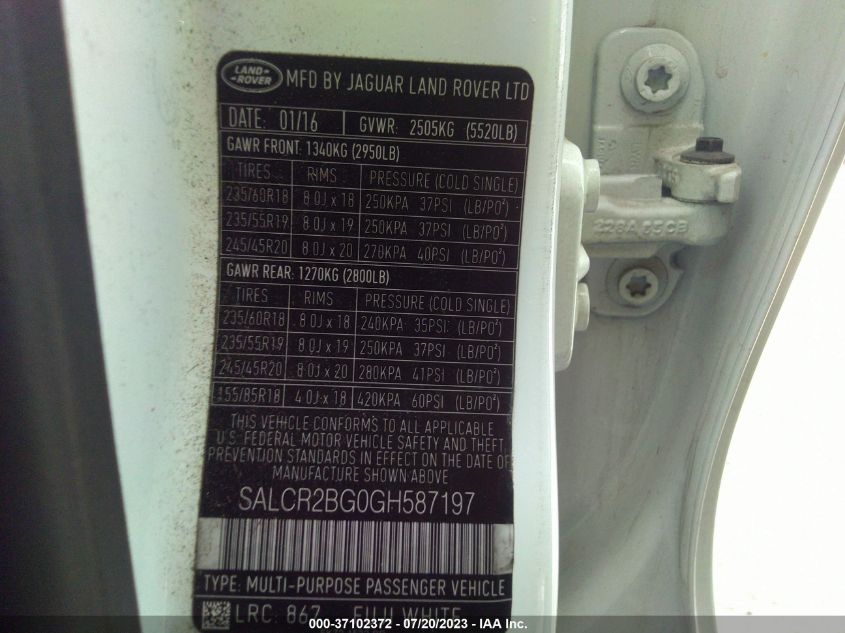 LAND ROVER
MFD BY JAGUAR LAND ROVER LTD
DATE: 01/16 GVWR: 2505KG (5520LB)
GAWR FRONT: 1340KG (2950LB)
TIRES RIMS PRESSURE (COLD SINGLE)
235/60R18 8.0J x 18 250KPA 37PSI (LB/PO²)
235/55R19 8.0J x 19 250KPA 37PSI (LB/PO²)
245/45R20 8.0J x 20 270KPA 40PSI (LB/PO²)
GAWR REAR: 1270KG (2800LB)
TIRES RIMS PRESSURE (COLD SINGLE)
235/60R18 8.0J x 18 240KPA 35PSI (LB/PO²)
235/55R19 8.0J x 19 250KPA 37PSI (LB/PO²)
245/45R20 8.0J x 20 280KPA 41PSI (LB/PO²)
155/85R18 4.0J x 18 420KPA 60PSI (LB/PO²)
THIS VEHICLE CONFORMS TO ALL APPLICABLE
U.S. FEDERAL MOTOR VEHICLE SAFETY AND THEFT
PREVENTION STANDARDS IN EFFECT ON THE DATE OF
MANUFACTURE SHOWN ABOVE
SALCR2BG0GH587197
TYPE: MULTI-PURPOSE PASSENGER VEHICLE
LRC: 867 FUJI WHITE
000-37102372 / 07/20/2023 - IAA Inc.